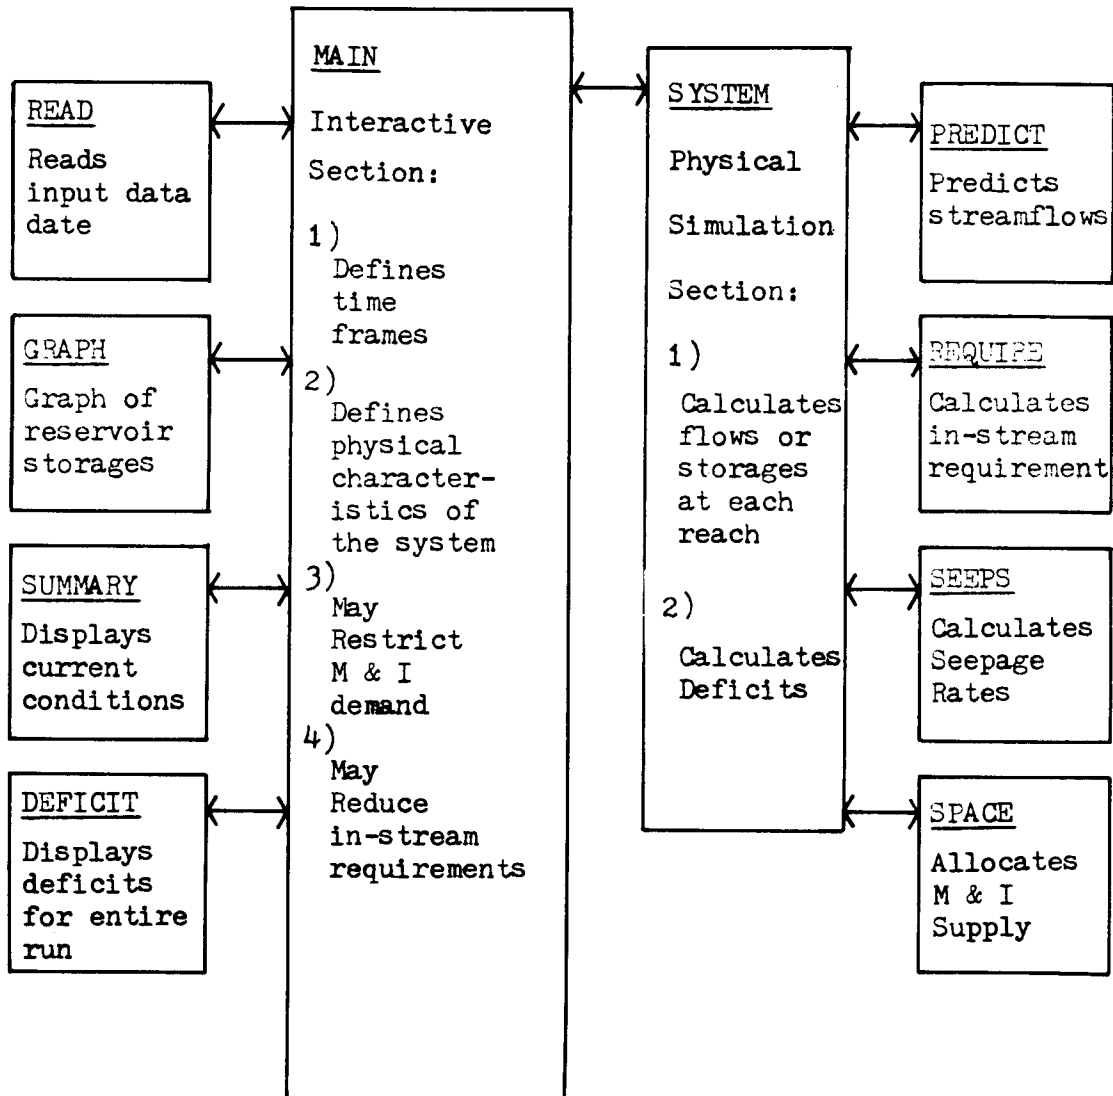 READ
Reads
input data
date
GRAPH
Graph of
reservoir
storages
SUMMARY
Displays
current
conditions
DEFICIT
Displays
deficits
for entire
run
MAIN
Interactive
Section:
1)
Defines
time
frames
2)
Defines
physical
character-
istics of
the system
3)
May
Restrict
M & I
demand
4)
May
Reduce
in-stream
requirements
SYSTEM
Physical
Simulation
Section:
1)
Calculates
flows or
storages
at each
reach
2)
Calculates
Deficits
PREDICT
Predicts
streamflows
REQUIRE
Calculates
in-stream
requirement
SEEPS
Calculates
Seepage
Rates
SPACE
Allocates
M & I
Supply